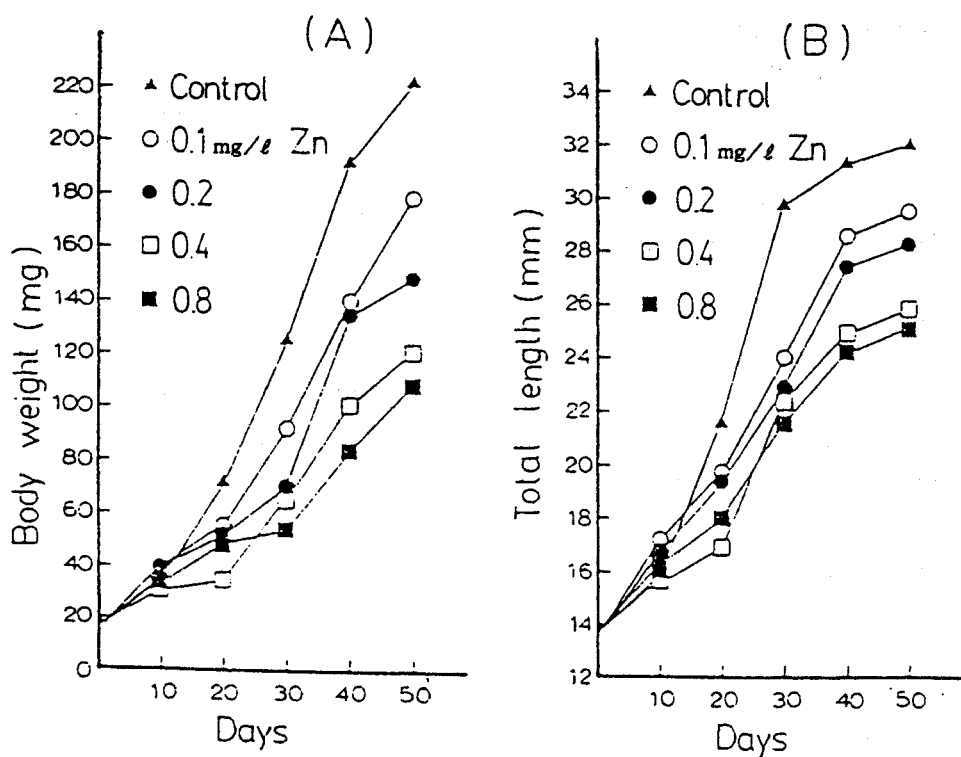 (A)
Body weight (mg)
220
200
180
160
140
120
100
80
60
40
20
0
▲ Control
○ 0.1 mg/ℓ Zn
● 0.2
□ 0.4
■ 0.8
10 20 30 40 50
Days
(B)
Total length (mm)
34
32
30
28
26
24
22
20
18
16
14
12
▲ Control
○ 0.1 mg/ℓ Zn
● 0.2
□ 0.4
■ 0.8
10 20 30 40 50
Days